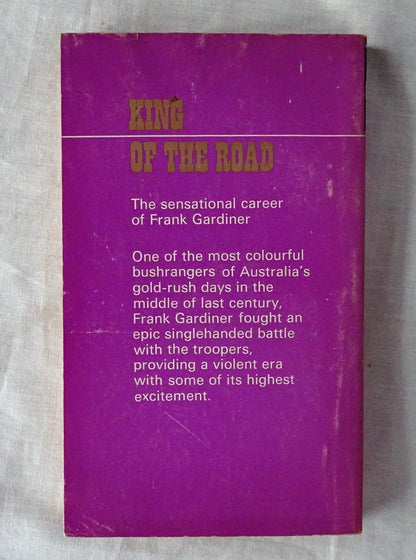 KING
OF THE ROAD
The sensational career
of Frank Gardiner
One of the most colourful
bushrangers of Australia's
gold-rush days in the
middle of last century,
Frank Gardiner fought an
epic singlehanded battle
with the troopers,
providing a violent era
with some of its highest
excitement.